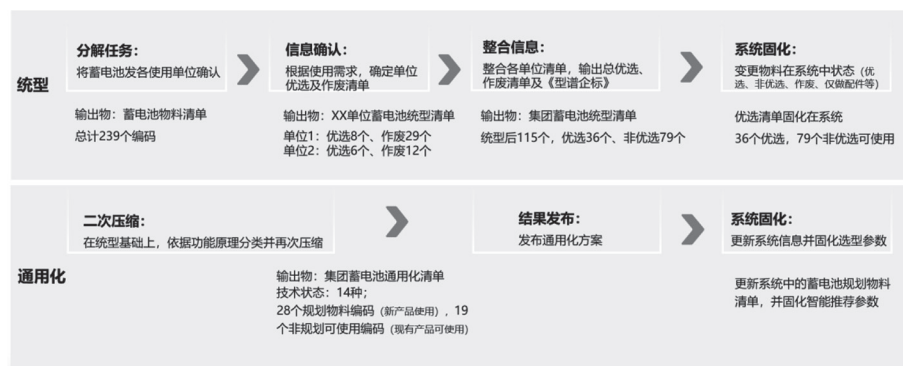 统型
分解任务：
将蓄电池发各使用单位确认
输出物：蓄电池物料清单
总计239个编码
信息确认：
根据使用需求，确定单位
优选及作废清单
输出物：XX单位蓄电池统型清单
单位1：优选8个、作废29个
单位2：优选6个、作废12个
整合信息：
整合各单位清单，输出总优选、
作废清单及《型谱企标》
输出物：集团蓄电池统型清单
统型后115个，优选36个、非优选79个
系统固化：
变更物料在系统中状态（优
选、非优选、作废、仅做配件等）
优选清单固化在系统
36个优选，79个非优选可使用
通用化
二次压缩：
在统型基础上，依据功能原理分类并再次压缩
输出物：集团蓄电池通用化清单
技术状态：14种；
28个规划物料编码（新产品使用），19
个非规划可使用编码（现有产品可使用）
结果发布：
发布通用化方案
系统固化：
更新系统信息并固化选型参数
更新系统中的蓄电池规划物料
清单，并固化智能推荐参数